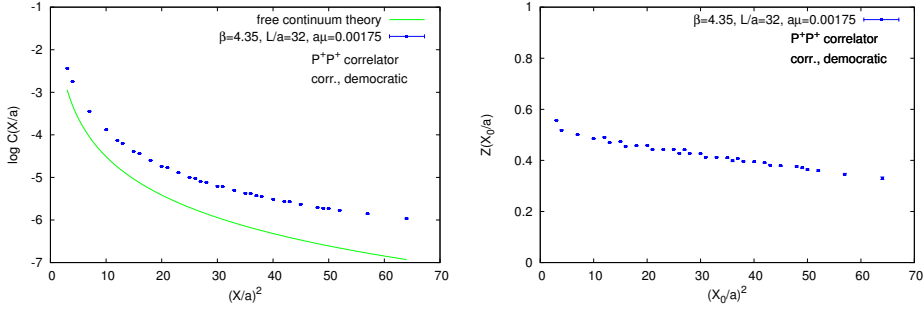 free continuum theory
β=4.35, L/a=32, aμ=0.00175
P⁺P⁺ correlator
corr., democratic
log C(X/a)
-1
-2
-3
-4
-5
-6
-7
0 10 20 30 40 50 60 70
(X/a)²
β=4.35, L/a=32, aμ=0.00175
P⁺P⁺ correlator
corr., democratic
Z(X₀/a)
1
0.8
0.6
0.4
0.2
0
0 10 20 30 40 50 60 70
(X₀/a)²